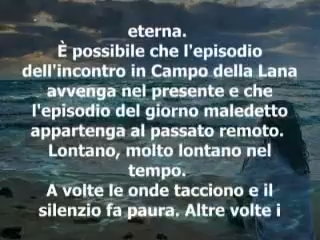 eterna.
È possibile che l'episodio
dell'incontro in Campo della Lana
avvenga nel presente e che
l'episodio del giorno maledetto
appartenga al passato remoto.
Lontano, molto lontano nel
tempo.
A volte le onde tacciono e il
silenzio fa paura. Altre volte i